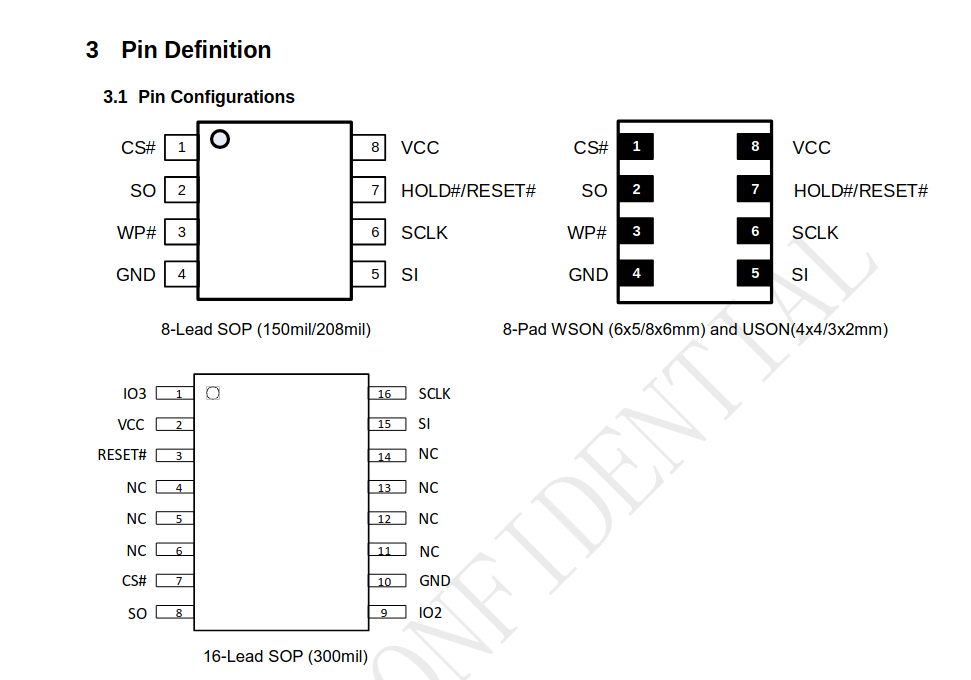 3 Pin Definition
3.1 Pin Configurations
CS# 1 8 VCC
SO 2 7 HOLD#/RESET#
WP# 3 6 SCLK
GND 4 5 SI
8-Lead SOP (150mil/208mil)
CS# 1 8 VCC
SO 2 7 HOLD#/RESET#
WP# 3 6 SCLK
GND 4 5 SI
8-Pad WSON (6x5/8x6mm) and USON(4x4/3x2mm)
IO3 1 16 SCLK
VCC 2 15 SI
RESET# 3 14 NC
NC 4 13 NC
NC 5 12 NC
NC 6 11 NC
CS# 7 10 GND
SO 8 9 IO2
16-Lead SOP (300mil)
ONFIDENTIAL